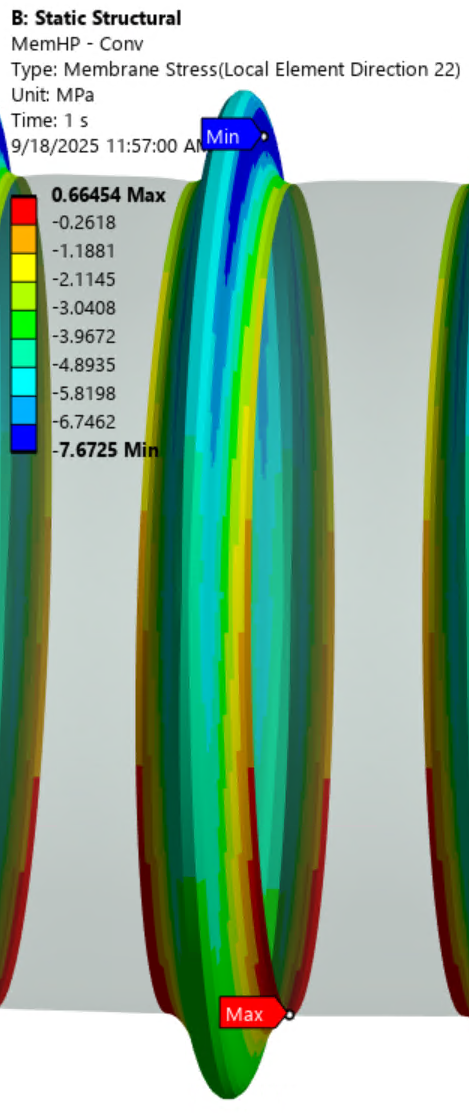 B: Static Structural
MemHP - Conv
Type: Membrane Stress(Local Element Direction 22)
Unit: MPa
Time: 1 s
9/18/2025 11:57:00 AM
Min
0.66454 Max
-0.2618
-1.1881
-2.1145
-3.0408
-3.9672
-4.8935
-5.8198
-6.7462
-7.6725 Min
Max